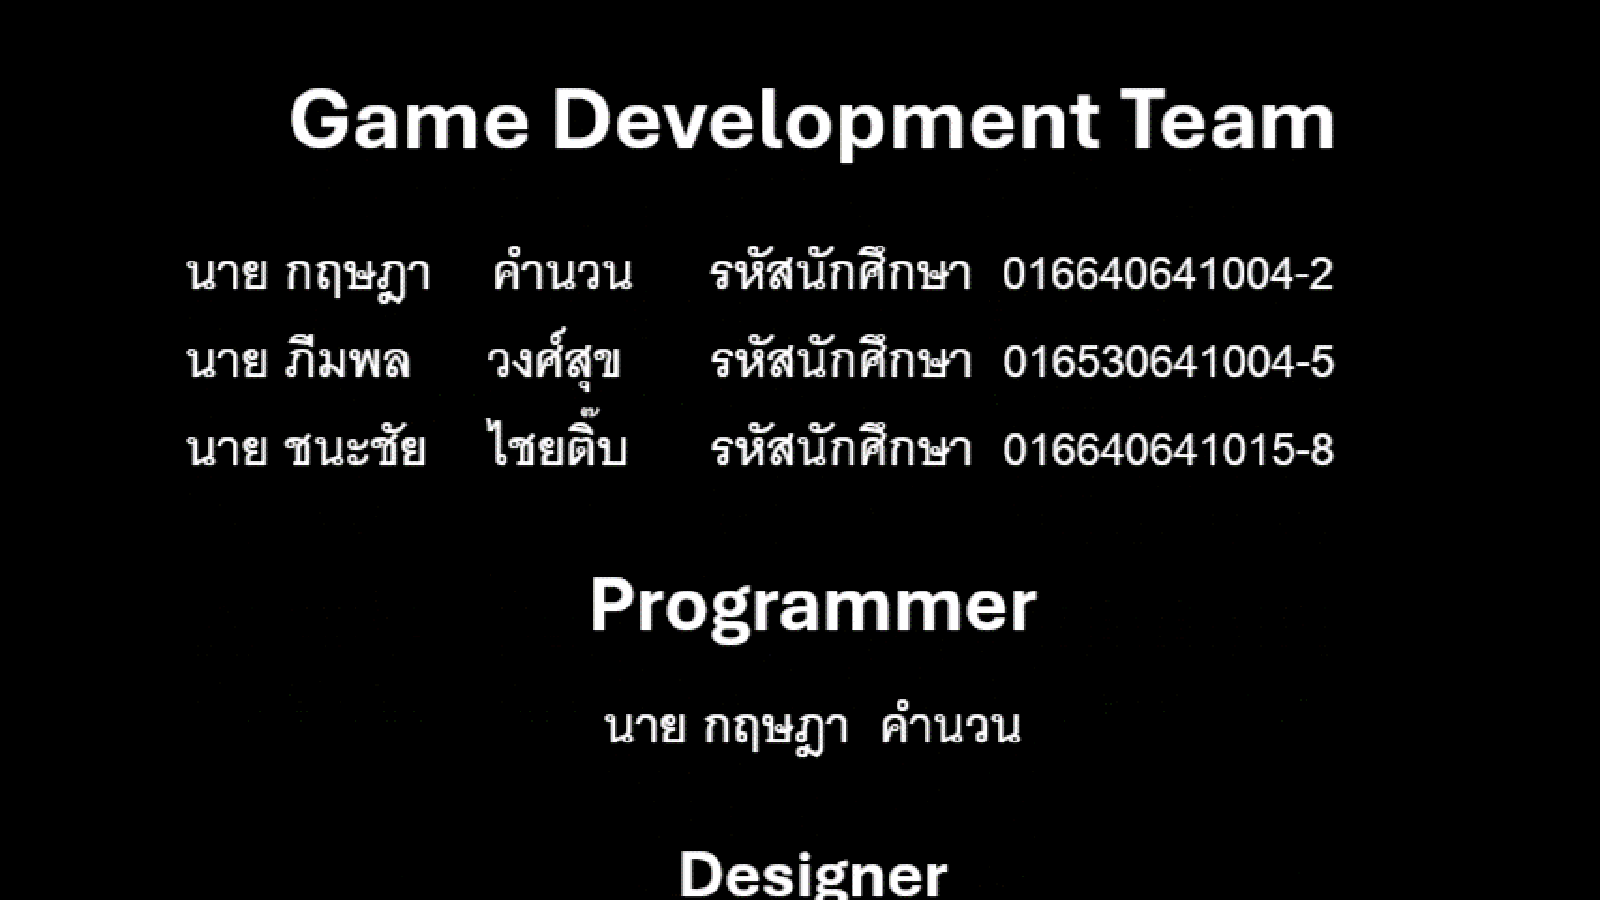 Game Development Team
นาย กฤษฎา คำนวน รหัสนักศึกษา 016640641004-2
นาย ภีมพล วงศ์สุข รหัสนักศึกษา 016530641004-5
นาย ชนะชัย ไชยติ๊บ รหัสนักศึกษา 016640641015-8
Programmer
นาย กฤษฎา คำนวน
Designer